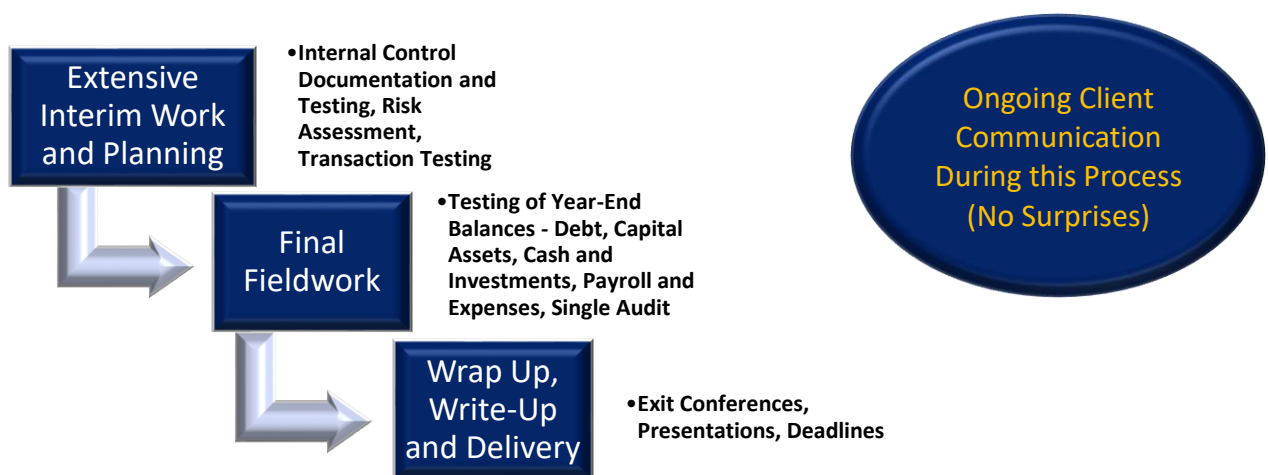 Extensive
Interim Work
and Planning
•Internal Control
Documentation and
Testing, Risk
Assessment,
Transaction Testing
Final
Fieldwork
•Testing of Year-End
Balances - Debt, Capital
Assets, Cash and
Investments, Payroll and
Expenses, Single Audit
Wrap Up,
Write-Up
and Delivery
•Exit Conferences,
Presentations, Deadlines
Ongoing Client
Communication
During this Process
(No Surprises)